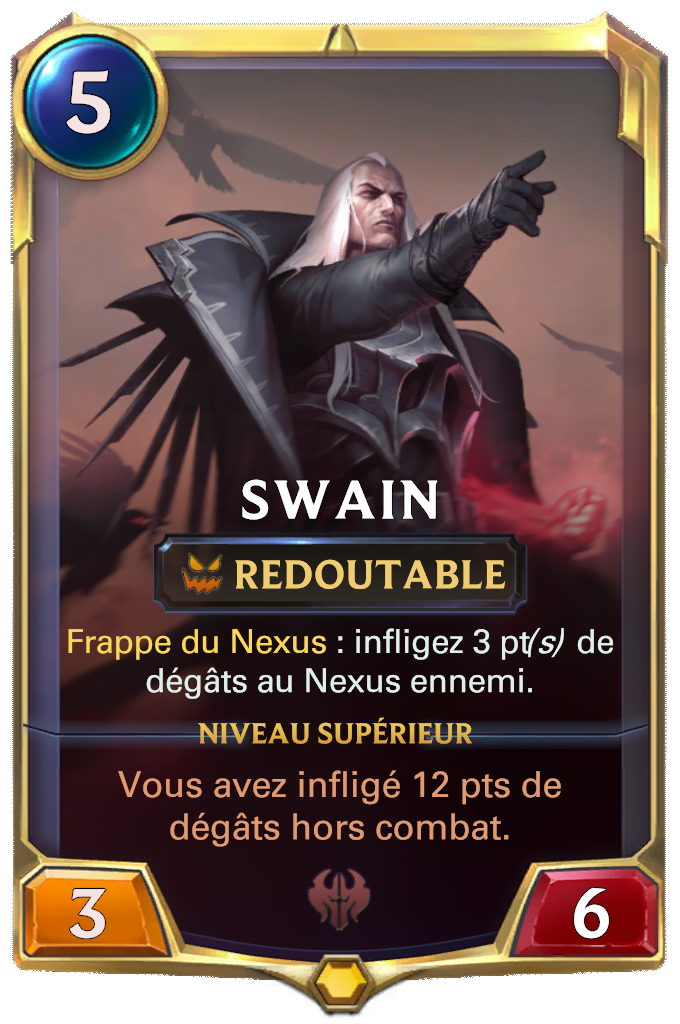 5
SWAIN
REDOUTABLE
Frappe du Nexus : infligez 3 pt(s) de
dégâts au Nexus ennemi.
NIVEAU SUPÉRIEUR
Vous avez infligé 12 pts de
dégâts hors combat.
3
6